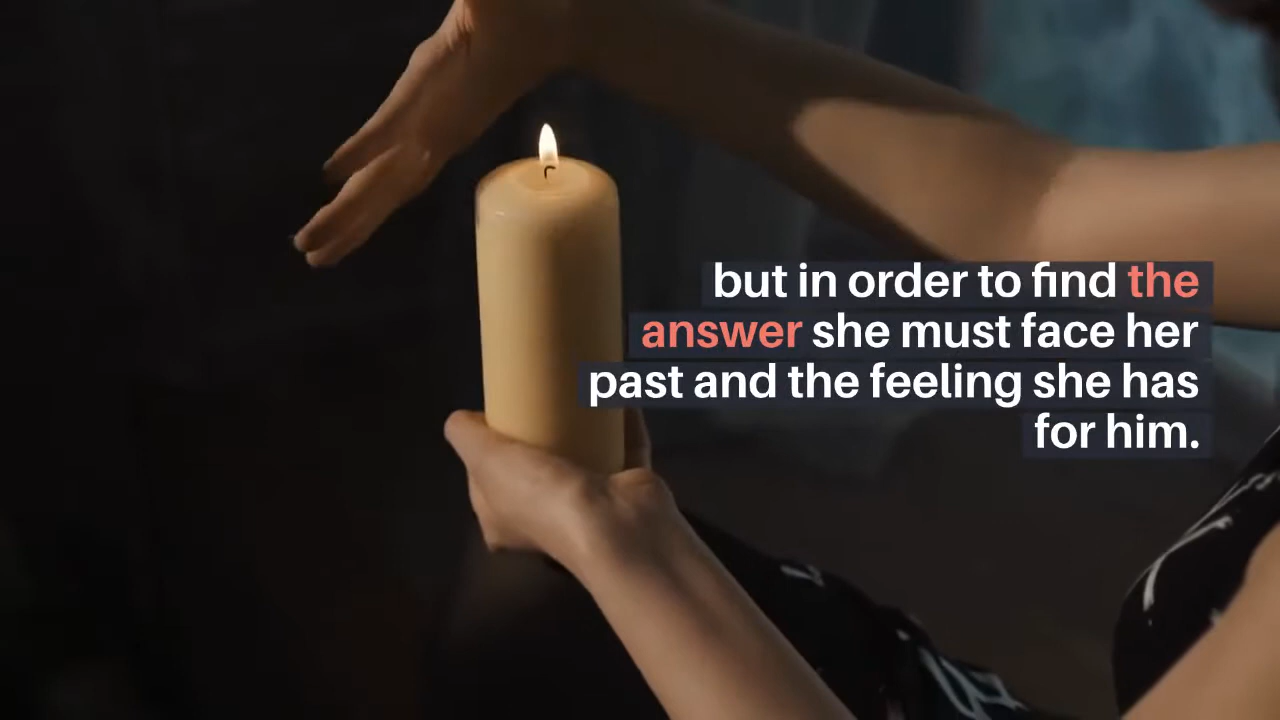 but in order to find the
answer she must face her
past and the feeling she has
for him.